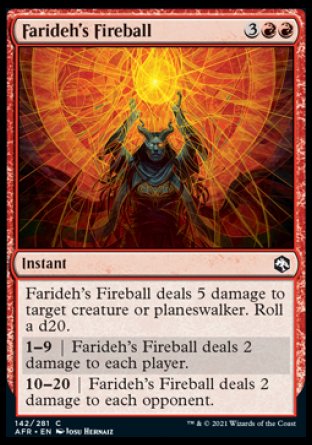 Farideh's Fireball 3
Instant
Farideh's Fireball deals 5 damage to
target creature or planeswalker. Roll
a d20.
1–9 | Farideh's Fireball deals 2
damage to each player.
10–20 | Farideh's Fireball deals 2
damage to each opponent.
142/281 C
AFR • EN Iosu Hernaiz
™ & © 2021 Wizards of the Coast